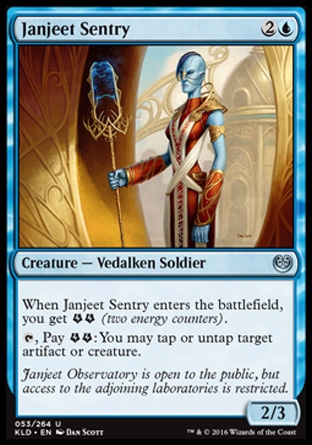 Janjeet Sentry 2
Creature — Vedalken Soldier
When Janjeet Sentry enters the battlefield,
you get (two energy counters).
, Pay : You may tap or untap target
artifact or creature.
Janjeet Observatory is open to the public, but
access to the adjoining laboratories is restricted.
2/3
053/264 U
KLD • EN DAN SCOTT
™ & © 2016 Wizards of the Coast